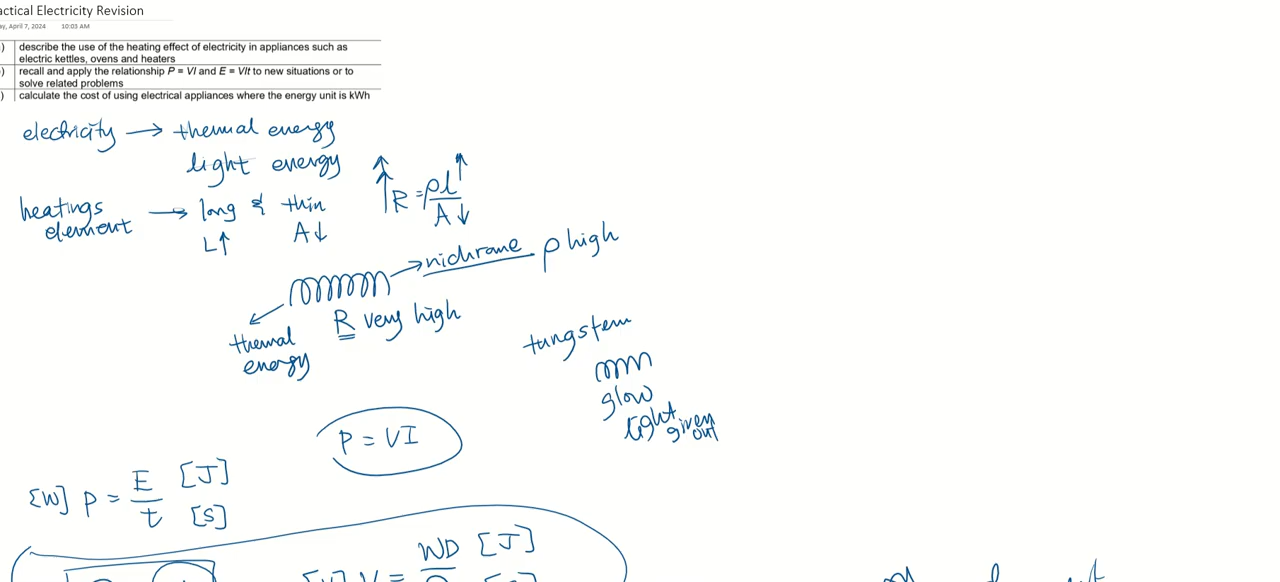 actical Electricity Revision
ay, April 7, 2024 10:03 AM
) describe the use of the heating effect of electricity in appliances such as
electric kettles, ovens and heaters
) recall and apply the relationship P = VI and E = VIt to new situations or to
solve related problems
) calculate the cost of using electrical appliances where the energy unit is kWh
electricity → thermal energy
light energy
heatings element → long & thin
L↑ A↓
↑R = ρl↑ / A↓
nichrome ρ high
R very high
thermal energy
tungsten
glow
light given out
P = VI
[W] P = E/t [J] [S]
WD [J]
V =